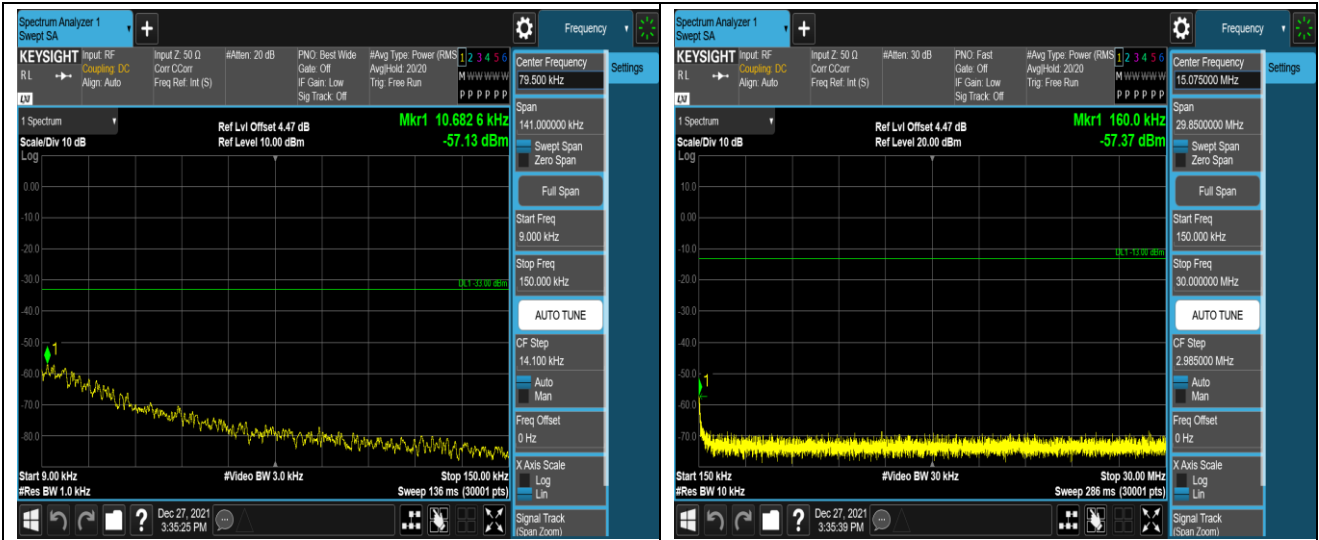 Spectrum Analyzer 1
Swept SA
+
Frequency
KEYSIGHT
RL
LXI
Input: RF
Coupling: DC
Align: Auto
Input Z: 50 Ω
Corr CCorr
Freq Ref: Int (S)
#Atten: 20 dB
PNO: Best Wide
Gate: Off
IF Gain: Low
Sig Track: Off
#Avg Type: Power (RMS
Avg|Hold: 20/20
Trig: Free Run
1 2 3 4 5 6
M W W W W W
P P P P P P
1 Spectrum
Scale/Div 10 dB
Log
Ref Lvl Offset 4.47 dB
Ref Level 10.00 dBm
Mkr1 10.682 6 kHz
-57.13 dBm
0.00
-10.0
-20.0
-30.0
-40.0
-50.0
-60.0
-70.0
-80.0
DL1 -33.00 dBm
1
Start 9.00 kHz
#Res BW 1.0 kHz
#Video BW 3.0 kHz
Stop 150.00 kHz
Sweep 136 ms (30001 pts)
Center Frequency
79.500 kHz
Settings
Span
141.000000 kHz
Swept Span
Zero Span
Full Span
Start Freq
9.000 kHz
Stop Freq
150.000 kHz
AUTO TUNE
CF Step
14.100 kHz
Auto
Man
Freq Offset
0 Hz
X Axis Scale
Log
Lin
Signal Track
(Span Zoom)
?
Dec 27, 2021
3:35:25 PM
Spectrum Analyzer 1
Swept SA
+
Frequency
KEYSIGHT
RL
LXI
Input: RF
Coupling: DC
Align: Auto
Input Z: 50 Ω
Corr CCorr
Freq Ref: Int (S)
#Atten: 30 dB
PNO: Fast
Gate: Off
IF Gain: Low
Sig Track: Off
#Avg Type: Power (RMS
Avg|Hold: 20/20
Trig: Free Run
1 2 3 4 5 6
M W W W W W
P P P P P P
1 Spectrum
Scale/Div 10 dB
Log
Ref Lvl Offset 4.47 dB
Ref Level 20.00 dBm
Mkr1 160.0 kHz
-57.37 dBm
10.0
0.00
-10.0
-20.0
-30.0
-40.0
-50.0
-60.0
-70.0
DL1 -13.00 dBm
1
Start 150 kHz
#Res BW 10 kHz
#Video BW 30 kHz
Stop 30.00 MHz
Sweep 286 ms (30001 pts)
Center Frequency
15.075000 MHz
Settings
Span
29.8500000 MHz
Swept Span
Zero Span
Full Span
Start Freq
150.000 kHz
Stop Freq
30.000000 MHz
AUTO TUNE
CF Step
2.985000 MHz
Auto
Man
Freq Offset
0 Hz
X Axis Scale
Log
Lin
Signal Track
(Span Zoom)
?
Dec 27, 2021
3:35:39 PM